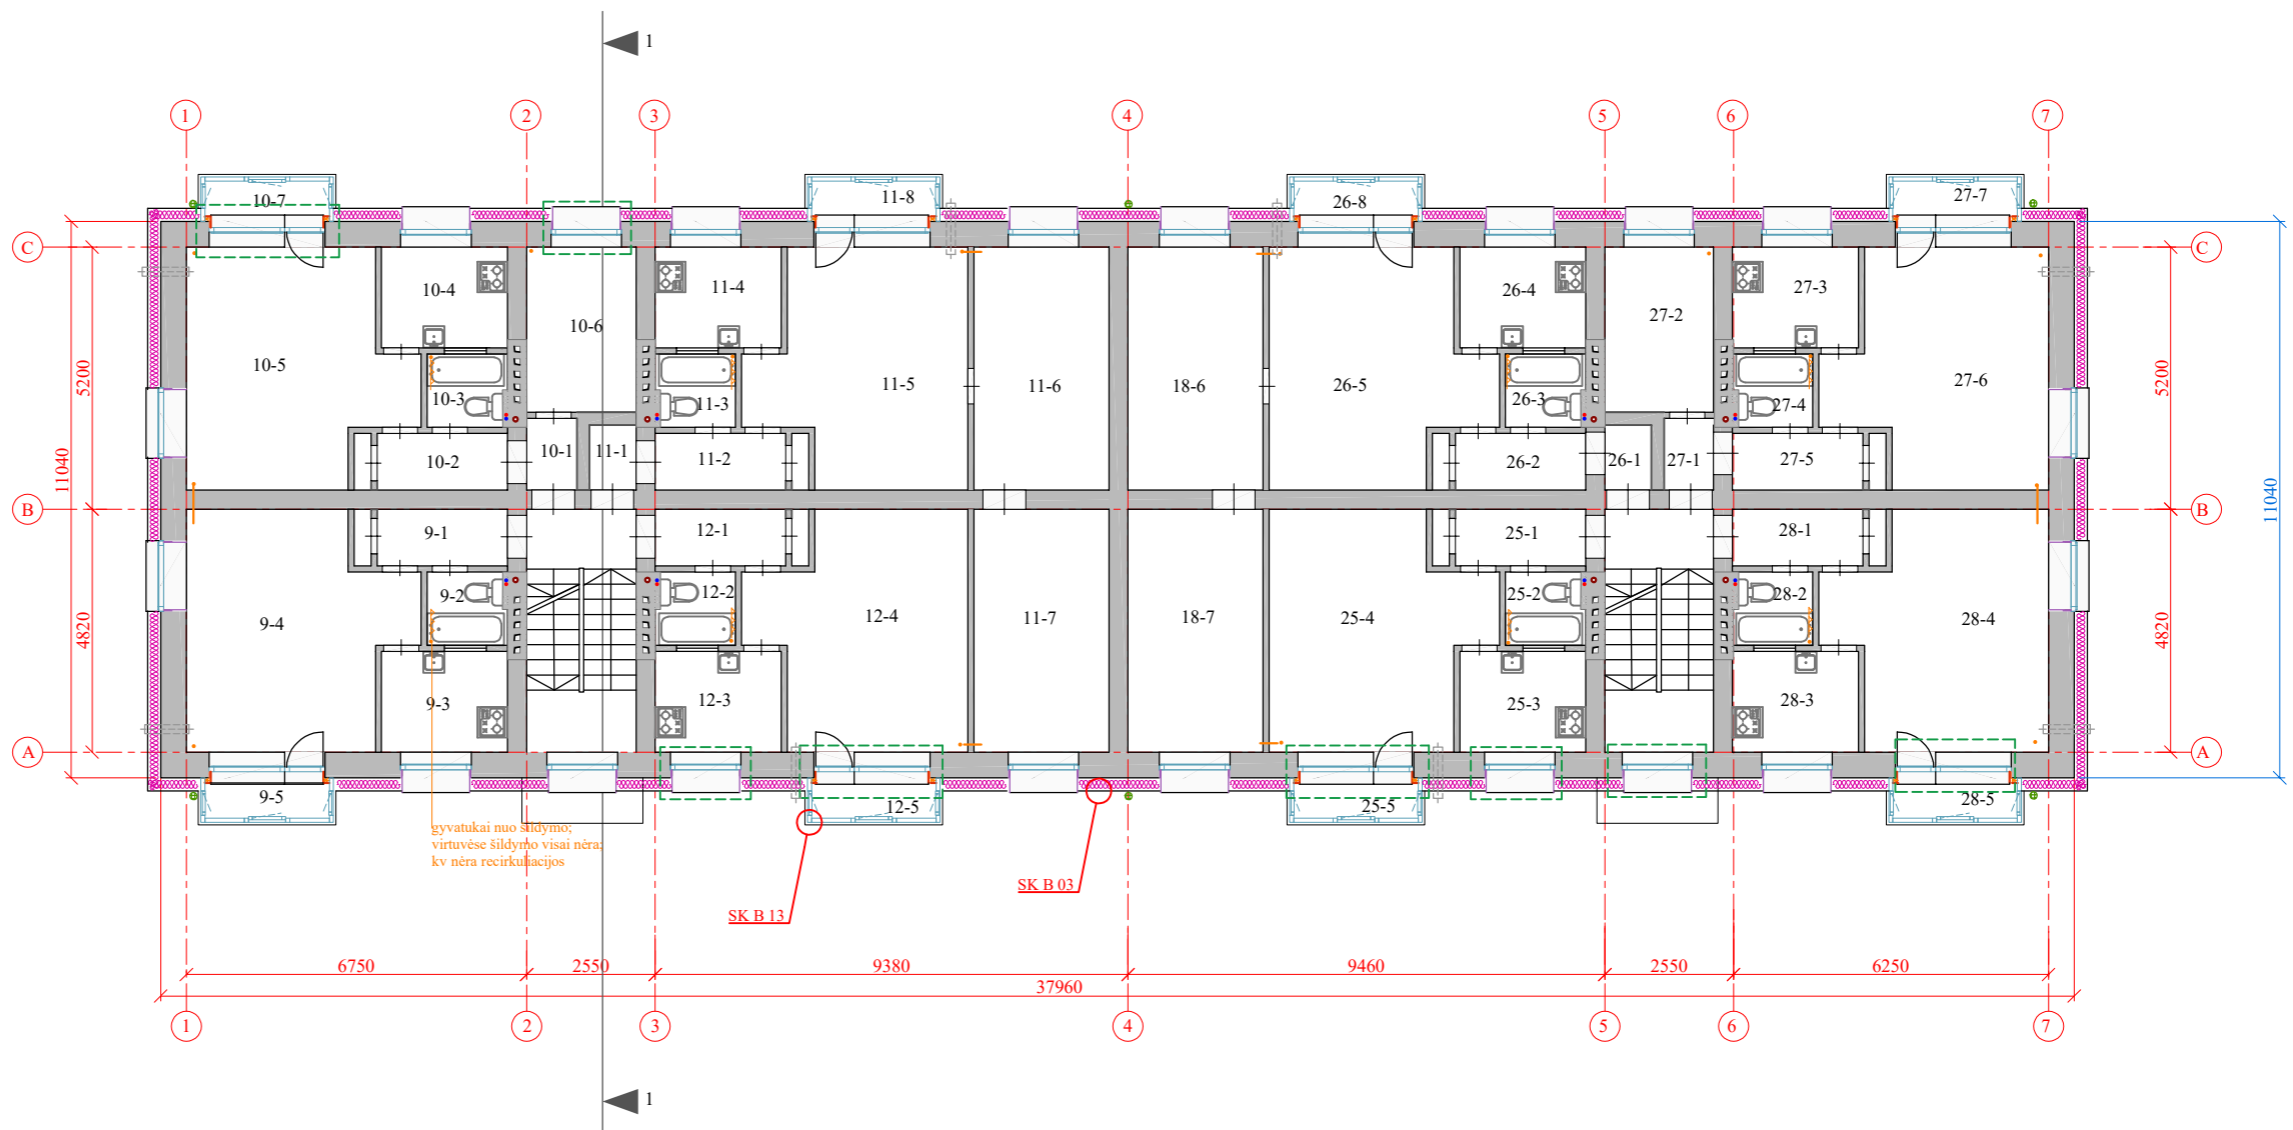 1
1 2 3 4 5 6 7
10-7 11-8 26-8 27-7
C C
10-4 11-4 26-4 27-3
10-6 27-2
10-5 11-5 11-6 18-6 26-5 27-6
5200 5200
10-3 11-3 26-3 27-4
10-2 10-1 11-1 11-2 26-2 26-1 27-1 27-5
11040 11040
B B
9-1 12-1 25-1 28-1
9-2 12-2 25-2 28-2
9-4 12-4 11-7 18-7 25-4 28-4
4820 4820
9-3 12-3 25-3 28-3
A A
9-5 12-5 25-5 28-5
gyvatukai nuo šildymo;
virtuvėse šildymo visai nėra;
kv nėra recirkuliacijos
SK B 03
SK B 13
6750 2550 9380 9460 2550 6250
37960
1 2 3 4 5 6 7
1